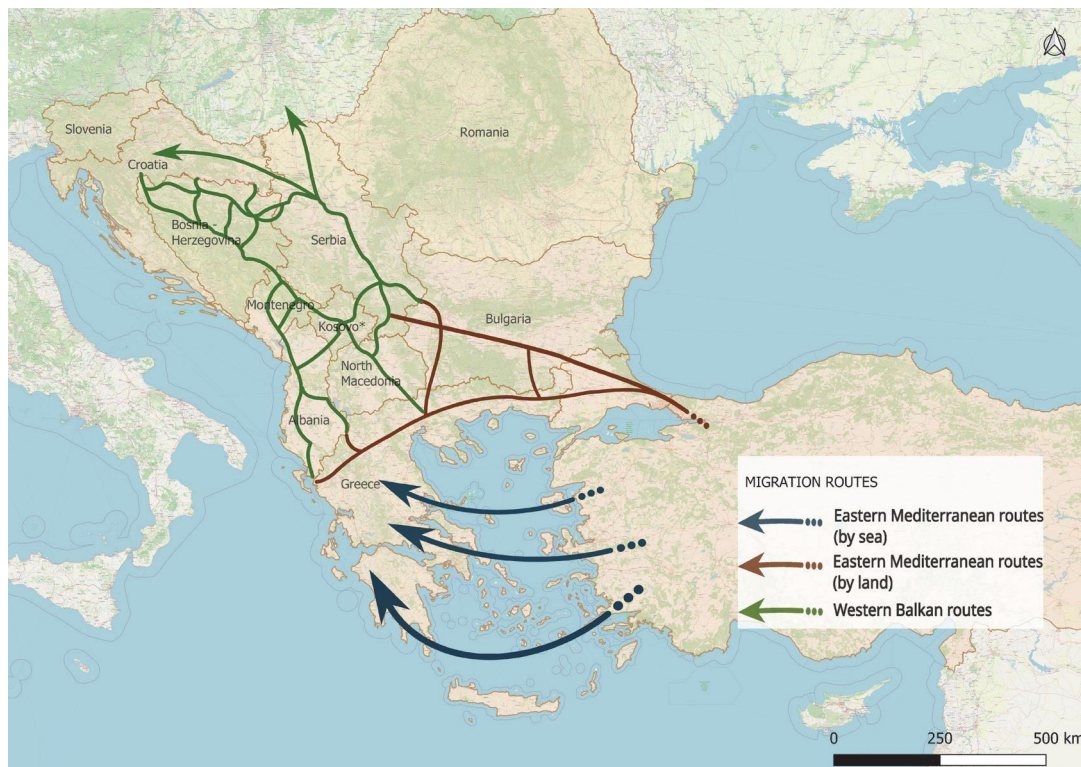 Slovenia
Romania
Croatia
Bosnia
Herzegovina
Serbia
Montenegro
Kosovo*
Bulgaria
North
Macedonia
Albania
Greece
MIGRATION ROUTES
Eastern Mediterranean routes
(by sea)
Eastern Mediterranean routes
(by land)
Western Balkan routes
0 250 500 km